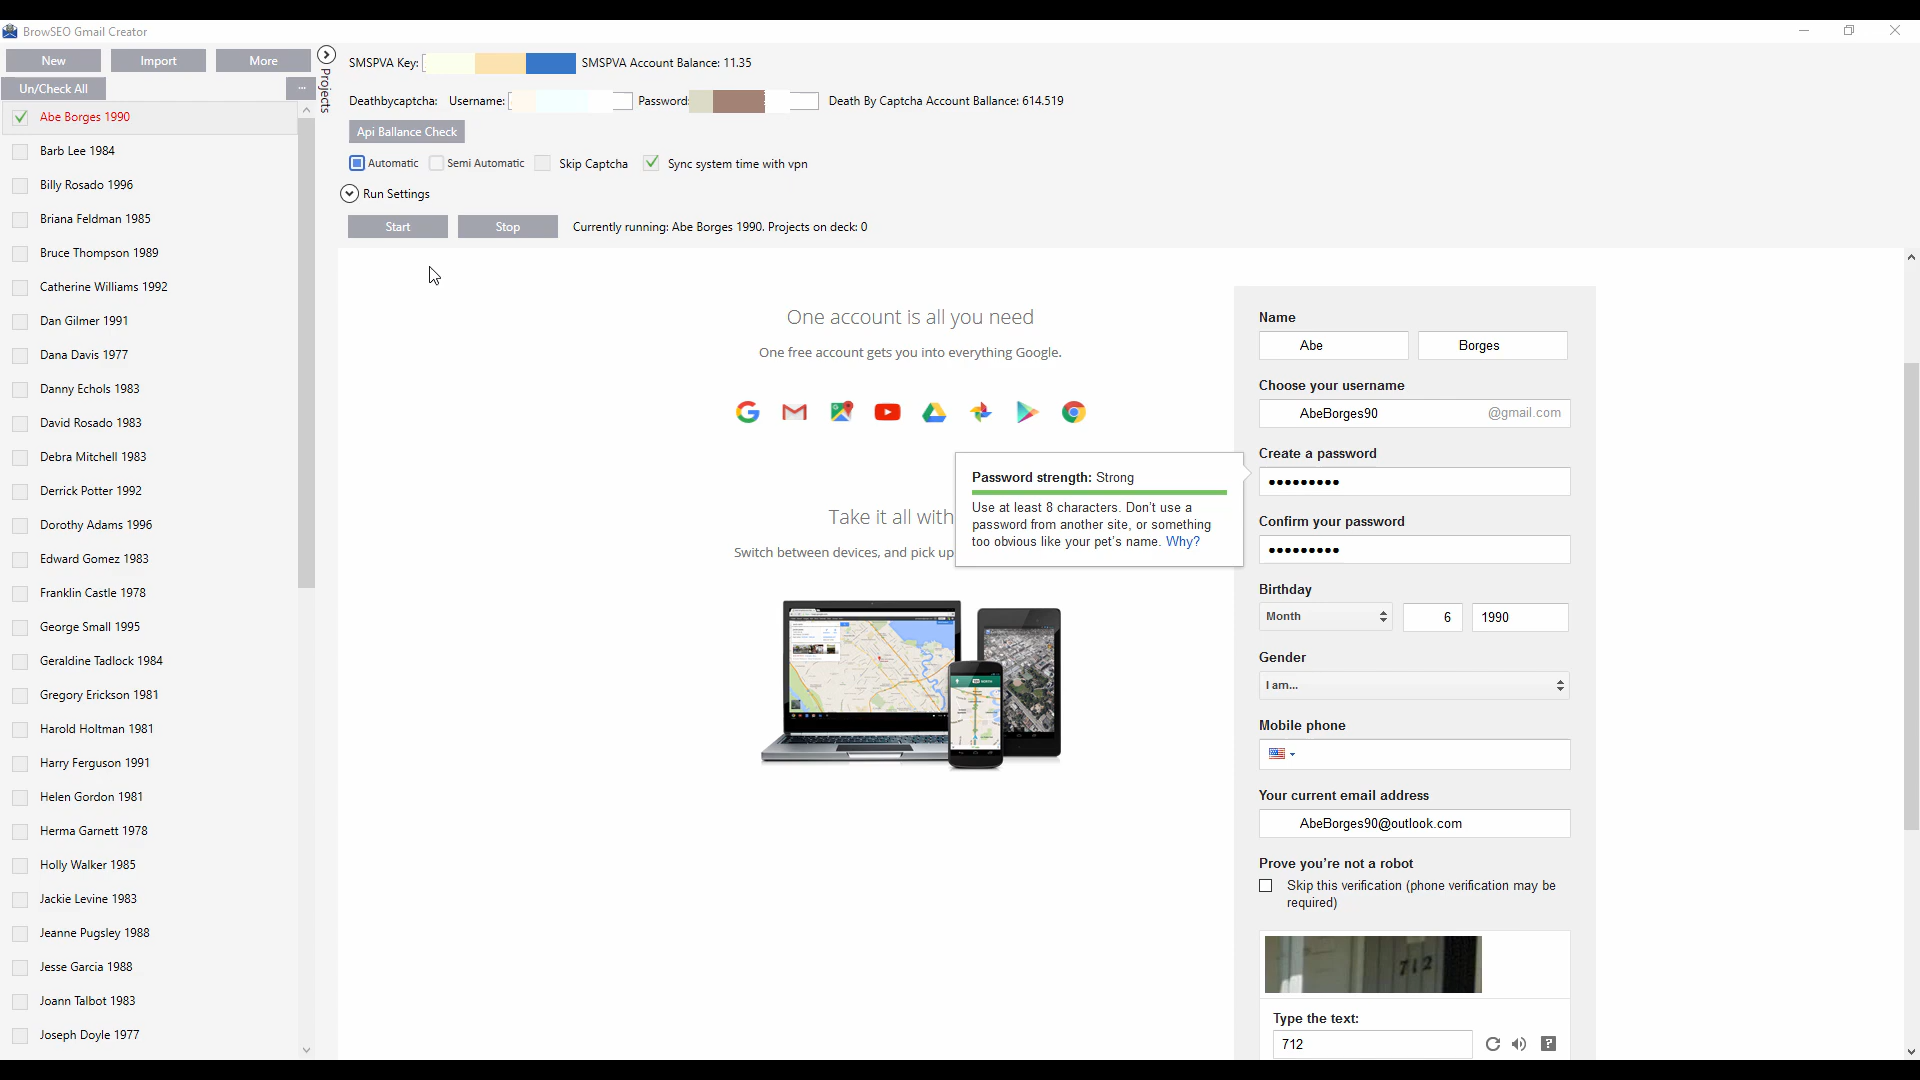 BrowSEO Gmail Creator
New
Import
More
Un/Check All
...
Projects
Abe Borges 1990
Barb Lee 1984
Billy Rosado 1996
Briana Feldman 1985
Bruce Thompson 1989
Catherine Williams 1992
Dan Gilmer 1991
Dana Davis 1977
Danny Echols 1983
David Rosado 1983
Debra Mitchell 1983
Derrick Potter 1992
Dorothy Adams 1996
Edward Gomez 1983
Franklin Castle 1978
George Small 1995
Geraldine Tadlock 1984
Gregory Erickson 1981
Harold Holtman 1981
Harry Ferguson 1991
Helen Gordon 1981
Herma Garnett 1978
Holly Walker 1985
Jackie Levine 1983
Jeanne Pugsley 1988
Jesse Garcia 1988
Joann Talbot 1983
Joseph Doyle 1977
SMSPVA Key:
SMSPVA Account Balance: 11.35
Deathbycaptcha: Username:
Password:
Death By Captcha Account Ballance: 614.519
Api Ballance Check
Automatic
Semi Automatic
Skip Captcha
Sync system time with vpn
Run Settings
Start
Stop
Currently running: Abe Borges 1990. Projects on deck: 0
One account is all you need
One free account gets you into everything Google.
Take it all with
Switch between devices, and pick up
Password strength: Strong
Use at least 8 characters. Don't use a
password from another site, or something
too obvious like your pet's name. Why?
Name
Abe
Borges
Choose your username
AbeBorges90
@gmail.com
Create a password
Confirm your password
Birthday
Month
6
1990
Gender
I am...
Mobile phone
Your current email address
AbeBorges90@outlook.com
Prove you're not a robot
Skip this verification (phone verification may be
required)
712
Type the text:
712
?